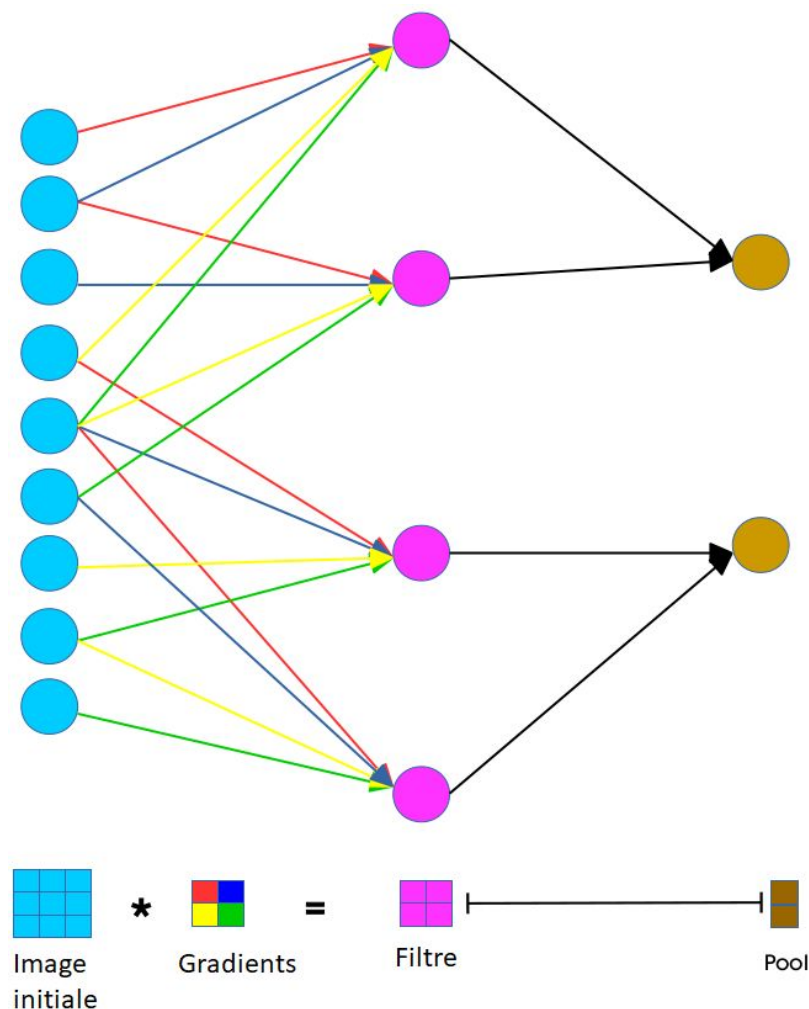 * =
Image
initiale
Gradients
Filtre
Pool